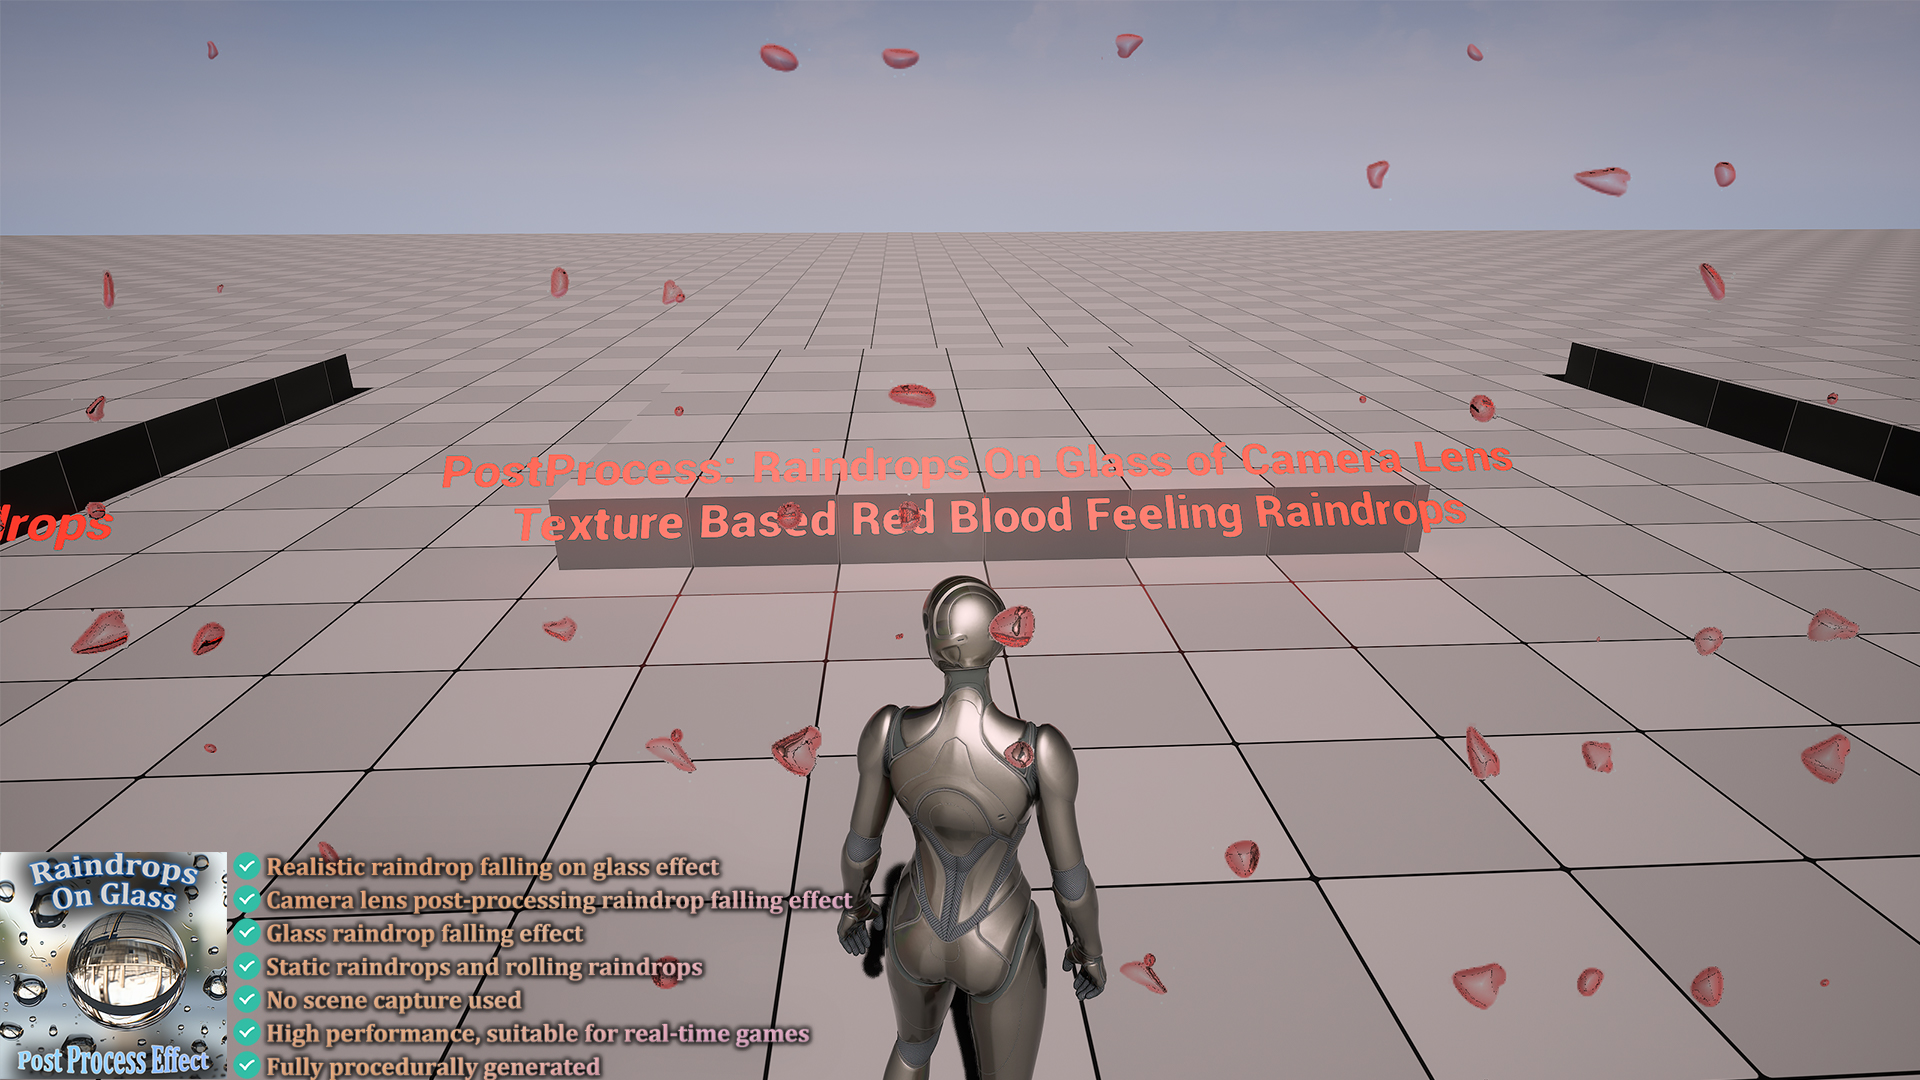 PostProcess: Raindrops On Glass of Camera Lens
Texture Based Red Blood Feeling Raindrops
drops
Raindrops
On Glass
Post Process Effect
Realistic raindrop falling on glass effect
Camera lens post-processing raindrop falling effect
Glass raindrop falling effect
Static raindrops and rolling raindrops
No scene capture used
High performance, suitable for real-time games
Fully procedurally generated